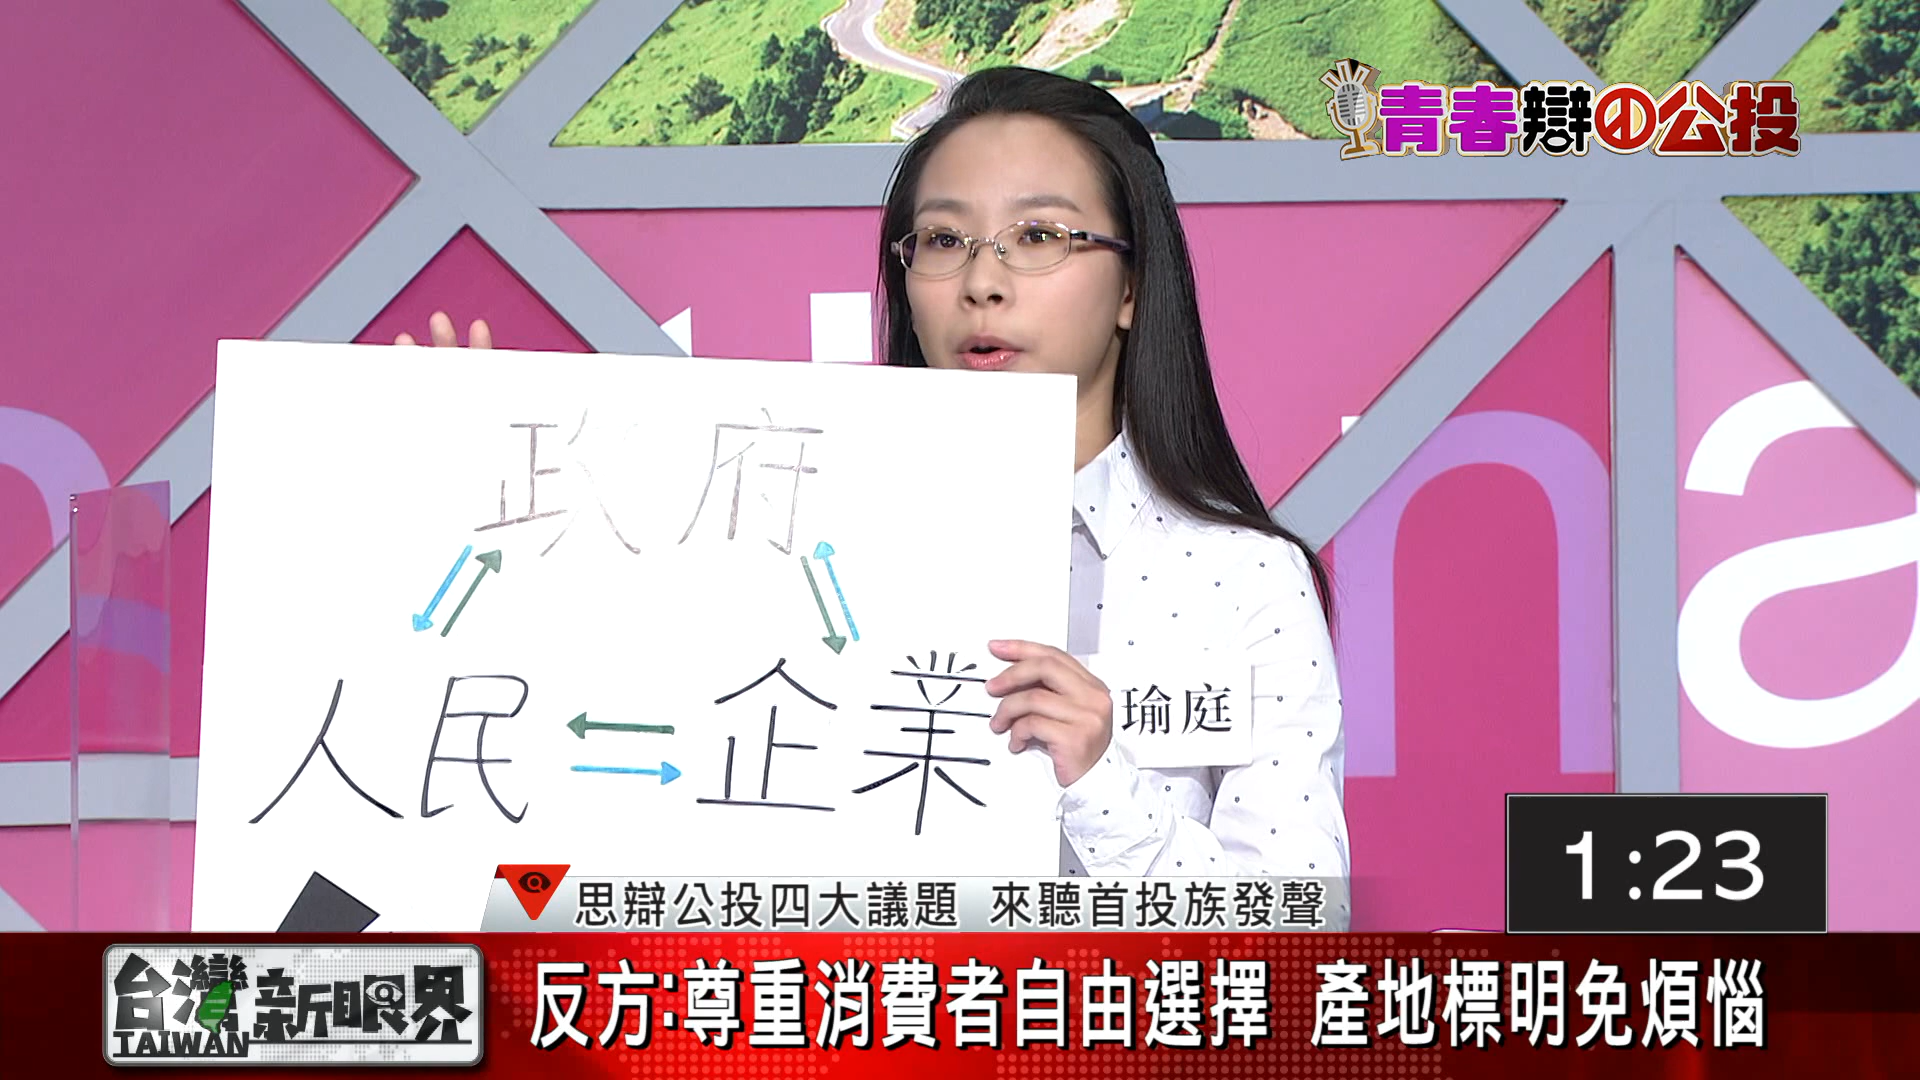 青春辯の公投
政府
人民
企業
瑜庭
1:23
思辯公投四大議題 來聽首投族發聲
台灣新眼界
TAIWAN
反方:尊重消費者自由選擇 產地標明免煩惱